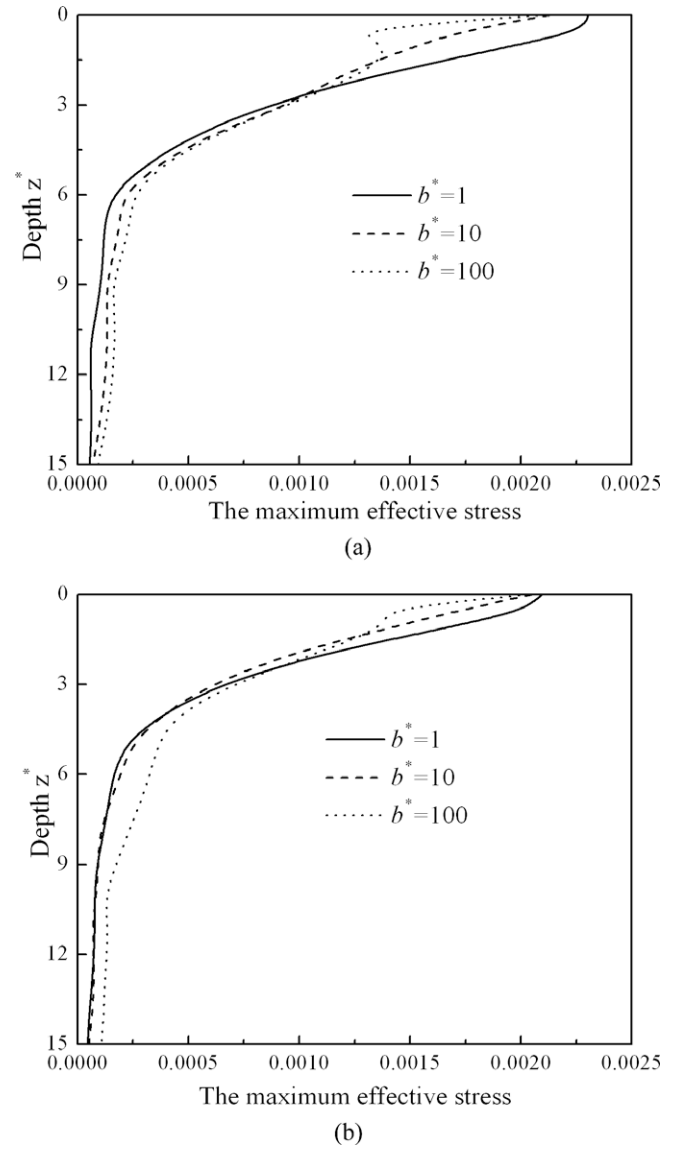 0
3
6
9
12
15
Depth z*
b*=1
b*=10
b*=100
0.0000 0.0005 0.0010 0.0015 0.0020 0.0025
The maximum effective stress
(a)
0
3
6
9
12
15
Depth z*
b*=1
b*=10
b*=100
0.0000 0.0005 0.0010 0.0015 0.0020 0.0025
The maximum effective stress
(b)